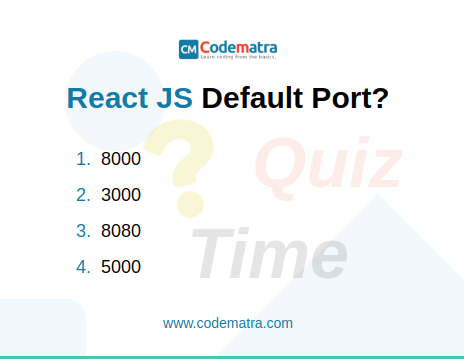 CM Codematra
Learn coding from the basics.
React JS Default Port?
1. 8000
2. 3000
3. 8080
4. 5000
?
Quiz
Time
www.codematra.com